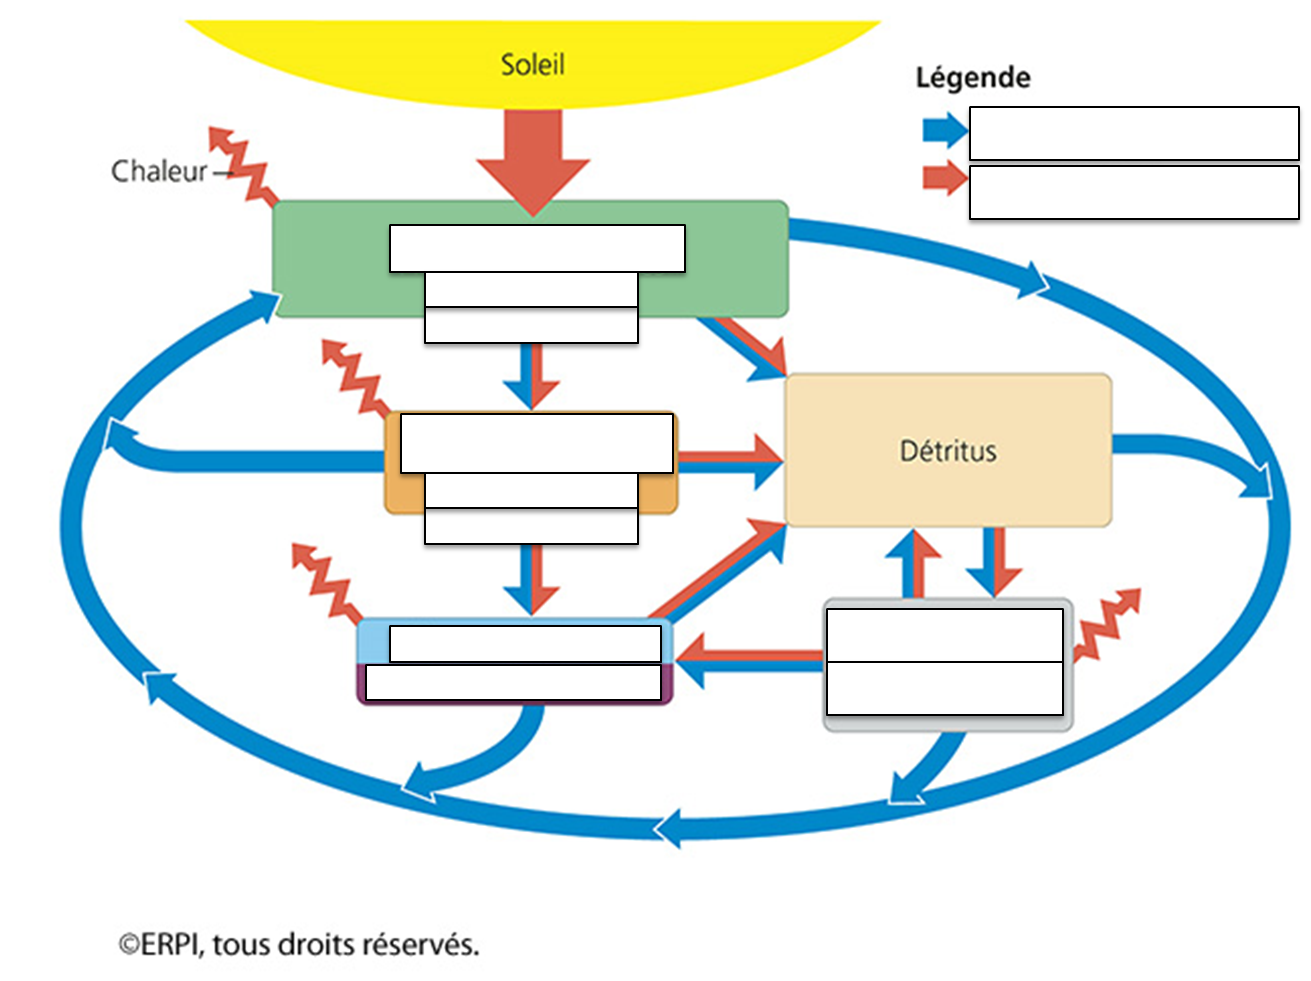 Soleil
Légende
Chaleur
Détritus
©ERPI, tous droits réservés.